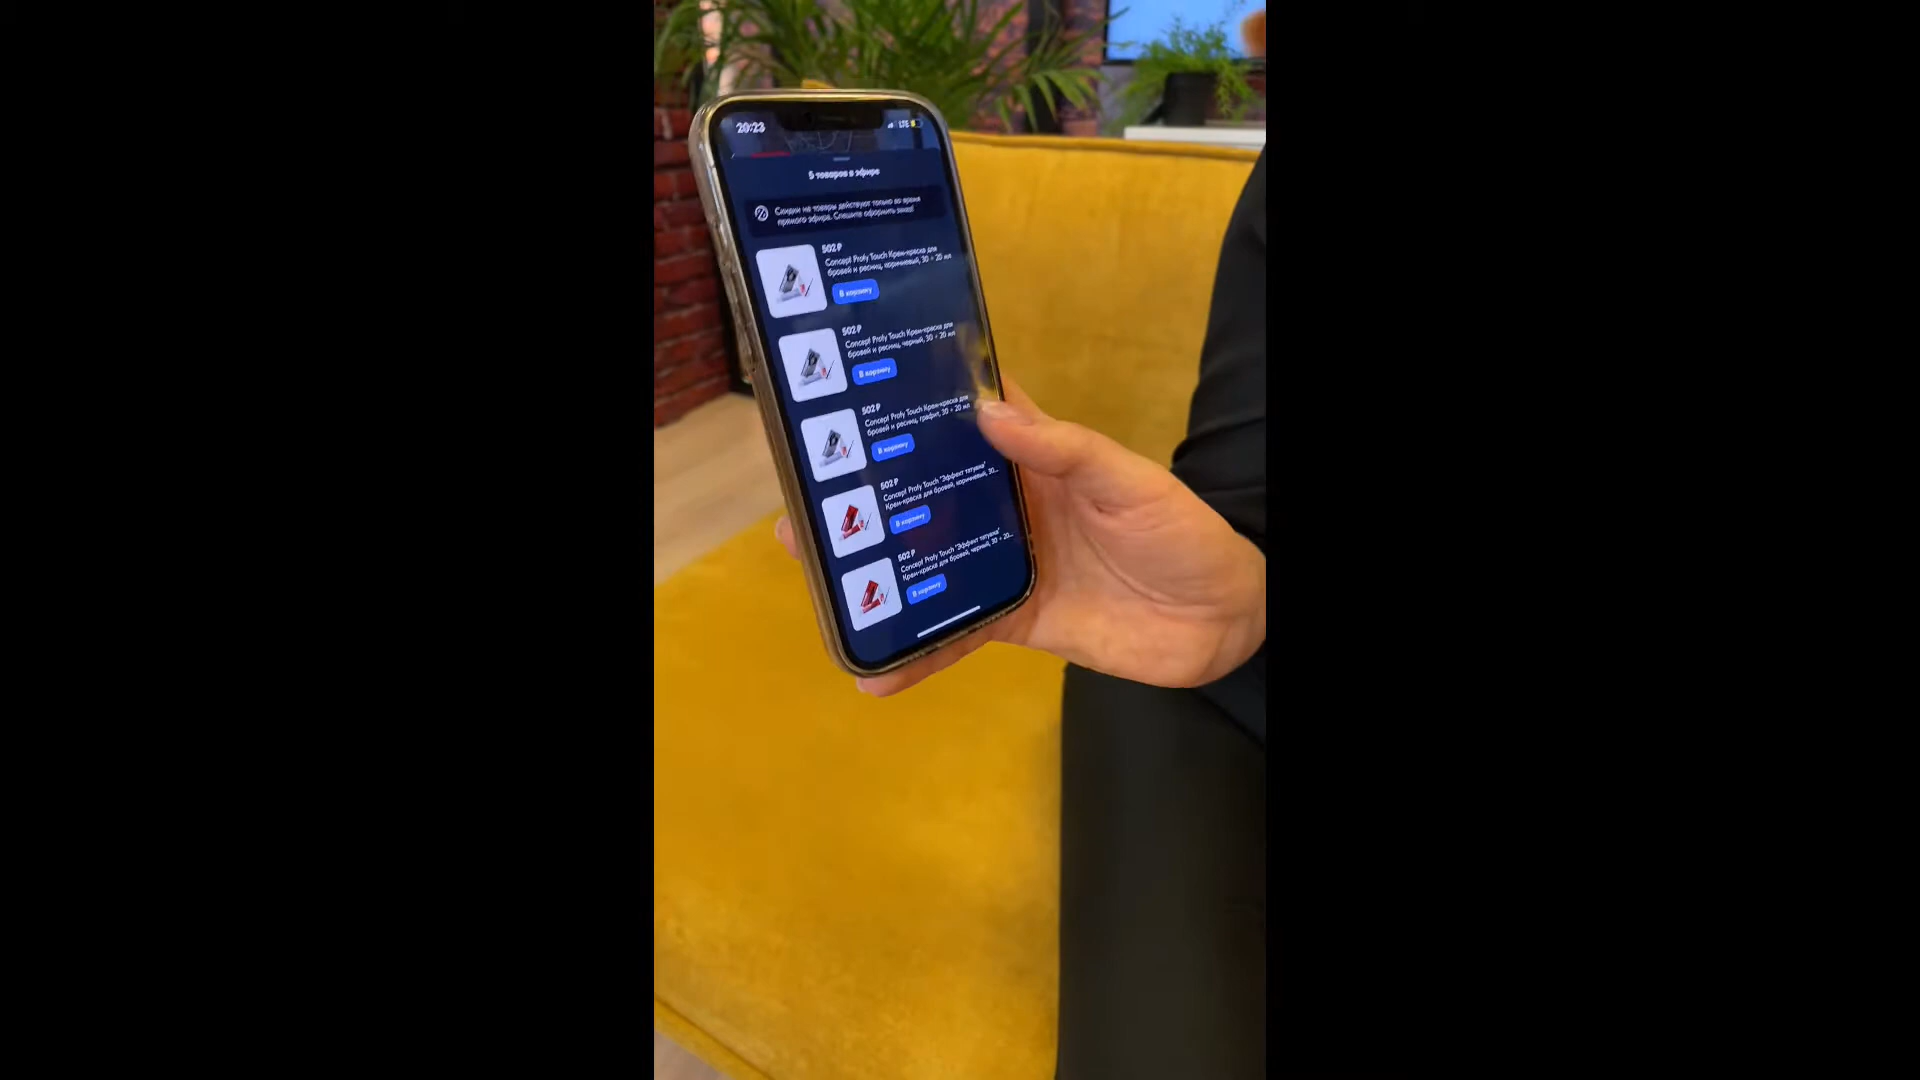 20:23
LTE
5 товаров в эфире
Скидки на товары действуют только во время
прямого эфира. Спешите оформить заказ!
502 ₽
Concept Profy Touch Крем-краска для
бровей и ресниц, коричневый, 30 + 20 мл
В корзину
502 ₽
Concept Profy Touch Крем-краска для
бровей и ресниц, черный, 30 + 20 мл
В корзину
502 ₽
Concept Profy Touch Крем-краска для
бровей и ресниц, графит, 30 + 20 мл
В корзину
502 ₽
Concept Profy Touch "Эффект татуажа"
Крем-краска для бровей, коричневый, 30...
В корзину
502 ₽
Concept Profy Touch "Эффект татуажа"
Крем-краска для бровей, черный, 30 + 20...
В корзину